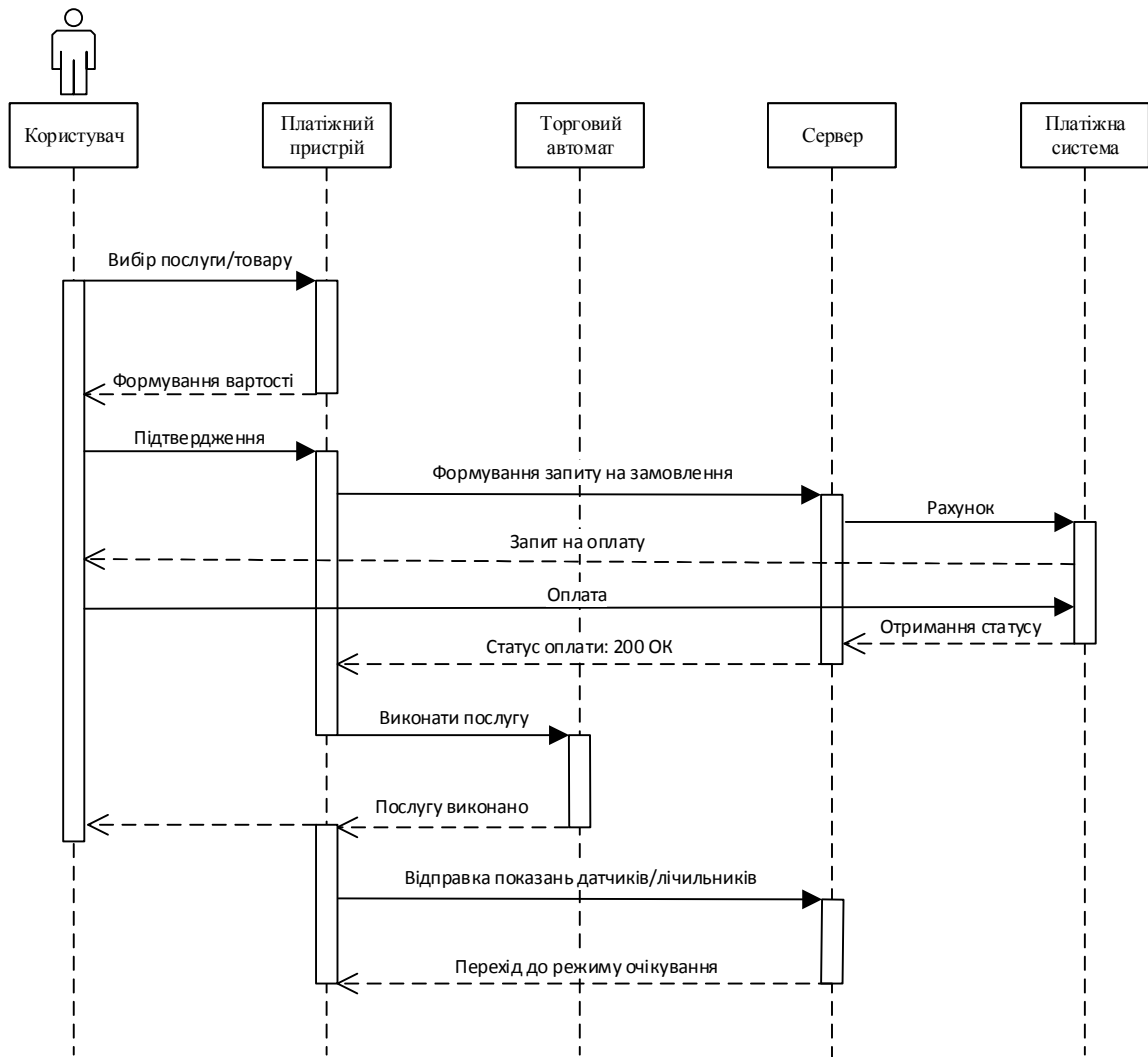 Користувач
Платіжний
пристрій
Торговий
автомат
Сервер
Платіжна
система
Вибір послуги/товару
Формування вартості
Підтвердження
Формування запиту на замовлення
Рахунок
Запит на оплату
Оплата
Отримання статусу
Статус оплати: 200 ОК
Виконати послугу
Послугу виконано
Відправка показань датчиків/лічильників
Перехід до режиму очікування